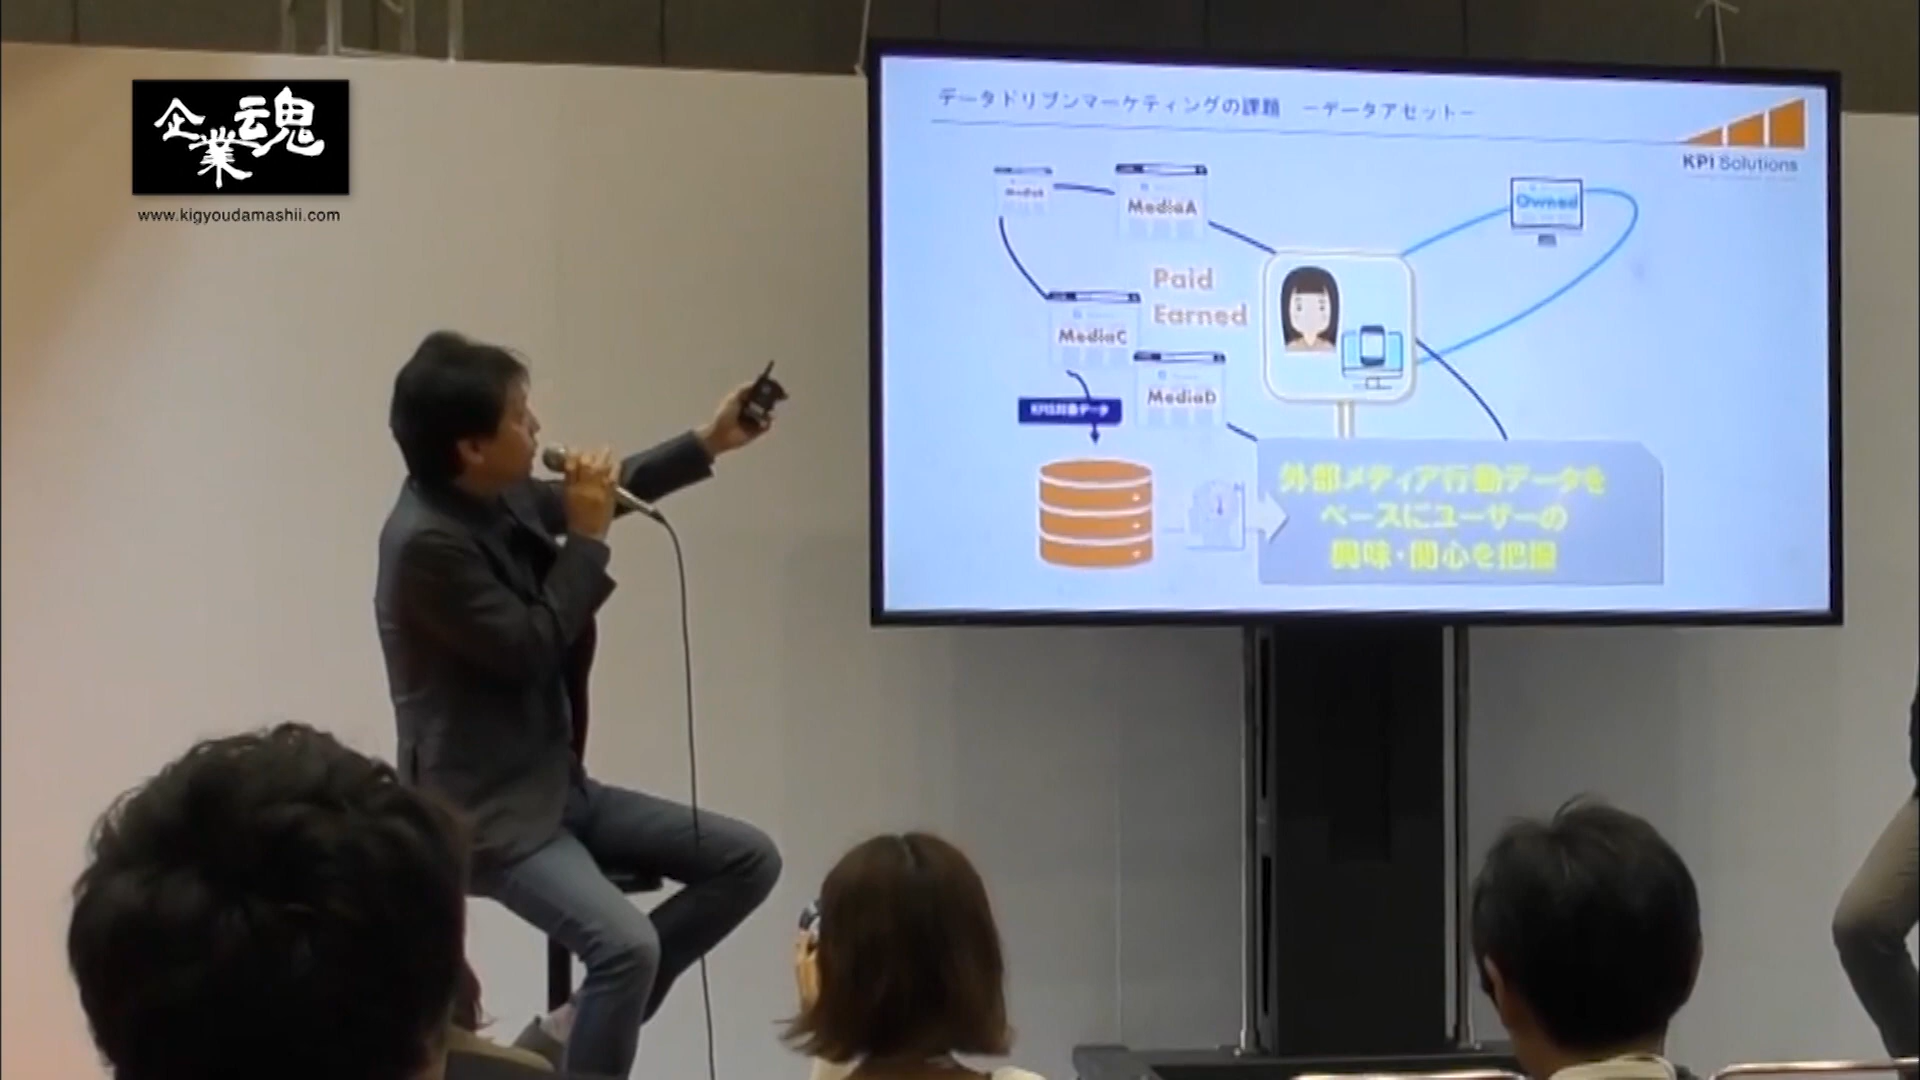 企業魂
www.kigyoudamashii.com
データドリブンマーケティングの課題 －データアセット－
KPI Solutions
MediaA
Owned
Paid
Earned
MediaC
MediaD
外部メディア行動データを
ベースにユーザーの
興味・関心を把握